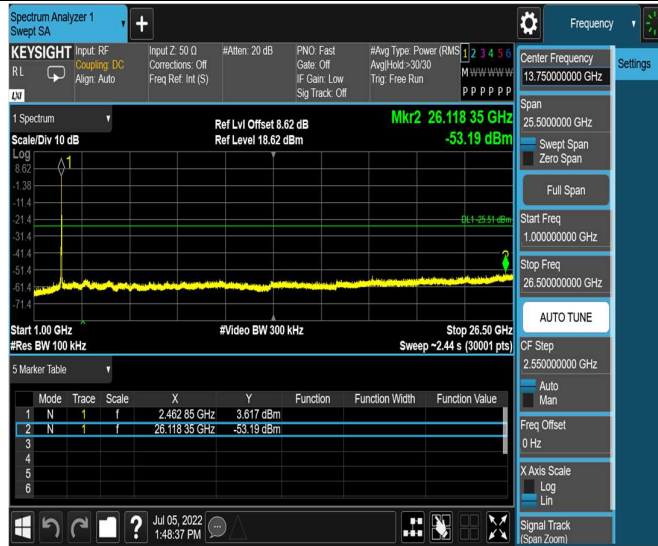 Spectrum Analyzer 1
Swept SA
Frequency
KEYSIGHT
RL
LXI
Input: RF
Coupling: DC
Align: Auto
Input Z: 50 Ω
Corrections: Off
Freq Ref: Int (S)
#Atten: 20 dB
PNO: Fast
Gate: Off
IF Gain: Low
Sig Track: Off
#Avg Type: Power (RMS
Avg|Hold:>30/30
Trig: Free Run
1 2 3 4 5 6
M W W W W W
P P P P P P
1 Spectrum
Scale/Div 10 dB
Ref Lvl Offset 8.62 dB
Ref Level 18.62 dBm
Mkr2 26.118 35 GHz
-53.19 dBm
Log
8.62
-1.38
-11.4
-21.4
-31.4
-41.4
-51.4
-61.4
-71.4
1
DL1 -25.51 dBm
2
Start 1.00 GHz
#Res BW 100 kHz
#Video BW 300 kHz
Stop 26.50 GHz
Sweep ~2.44 s (30001 pts)
5 Marker Table
Mode Trace Scale X Y Function Function Width Function Value
1 N 1 f 2.462 85 GHz 3.617 dBm
2 N 1 f 26.118 35 GHz -53.19 dBm
3
4
5
6
Jul 05, 2022
1:48:37 PM
Center Frequency
13.750000000 GHz
Settings
Span
25.5000000 GHz
Swept Span
Zero Span
Full Span
Start Freq
1.000000000 GHz
Stop Freq
26.500000000 GHz
AUTO TUNE
CF Step
2.550000000 GHz
Auto
Man
Freq Offset
0 Hz
X Axis Scale
Log
Lin
Signal Track
(Span Zoom)